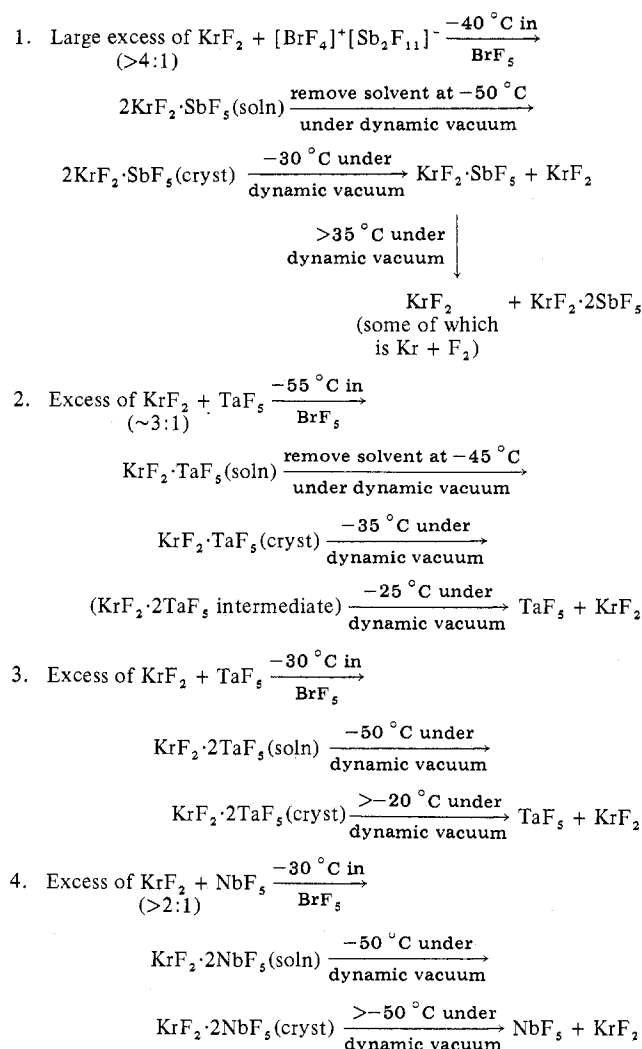 1. Large excess of KrF₂ + [BrF₄]⁺[Sb₂F₁₁]⁻ −40 °C in
(>4:1) BrF₅
2KrF₂·SbF₅(soln) remove solvent at −50 °C
under dynamic vacuum
2KrF₂·SbF₅(cryst) −30 °C under
dynamic vacuum KrF₂·SbF₅ + KrF₂
>35 °C under
dynamic vacuum
KrF₂ + KrF₂·2SbF₅
(some of which
is Kr + F₂)
2. Excess of KrF₂ + TaF₅ −55 °C in
(~3:1) BrF₅
KrF₂·TaF₅(soln) remove solvent at −45 °C
under dynamic vacuum
KrF₂·TaF₅(cryst) −35 °C under
dynamic vacuum
(KrF₂·2TaF₅ intermediate) −25 °C under
dynamic vacuum TaF₅ + KrF₂
3. Excess of KrF₂ + TaF₅ −30 °C in
BrF₅
KrF₂·2TaF₅(soln) −50 °C under
dynamic vacuum
KrF₂·2TaF₅(cryst) >−20 °C under
dynamic vacuum TaF₅ + KrF₂
4. Excess of KrF₂ + NbF₅ −30 °C in
(>2:1) BrF₅
KrF₂·2NbF₅(soln) −50 °C under
dynamic vacuum
KrF₂·2NbF₅(cryst) >−50 °C under
dynamic vacuum NbF₅ + KrF₂